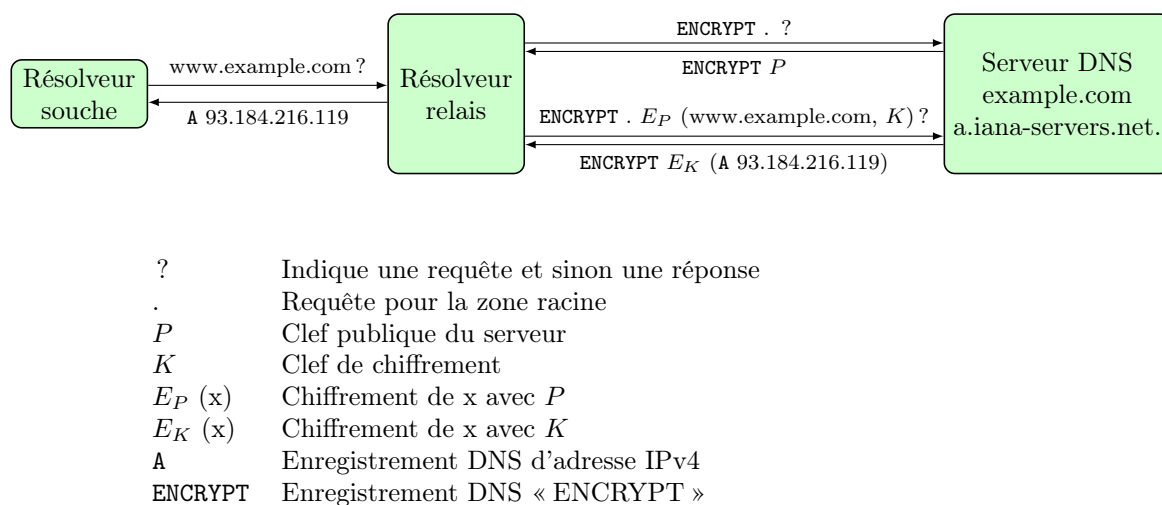 Résolveur
souche
www.example.com ?
A 93.184.216.119
Résolveur
relais
ENCRYPT . ?
ENCRYPT P
ENCRYPT . E_P (www.example.com, K) ?
ENCRYPT E_K (A 93.184.216.119)
Serveur DNS
example.com
a.iana-servers.net.
? Indique une requête et sinon une réponse
. Requête pour la zone racine
P Clef publique du serveur
K Clef de chiffrement
E_P (x) Chiffrement de x avec P
E_K (x) Chiffrement de x avec K
A Enregistrement DNS d'adresse IPv4
ENCRYPT Enregistrement DNS « ENCRYPT »